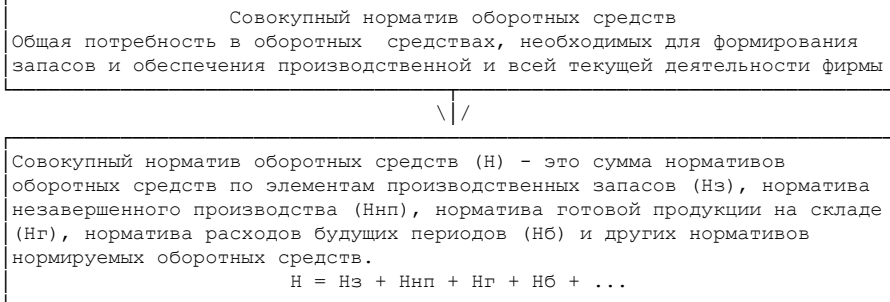 Совокупный норматив оборотных средств
Общая потребность в оборотных средствах, необходимых для формирования
запасов и обеспечения производственной и всей текущей деятельности фирмы
\│/
Совокупный норматив оборотных средств (Н) - это сумма нормативов
оборотных средств по элементам производственных запасов (Нз), норматива
незавершенного производства (Ннп), норматива готовой продукции на складе
(Нг), норматива расходов будущих периодов (Нб) и других нормативов
нормируемых оборотных средств.
Н = Нз + Ннп + Нг + Нб + ...